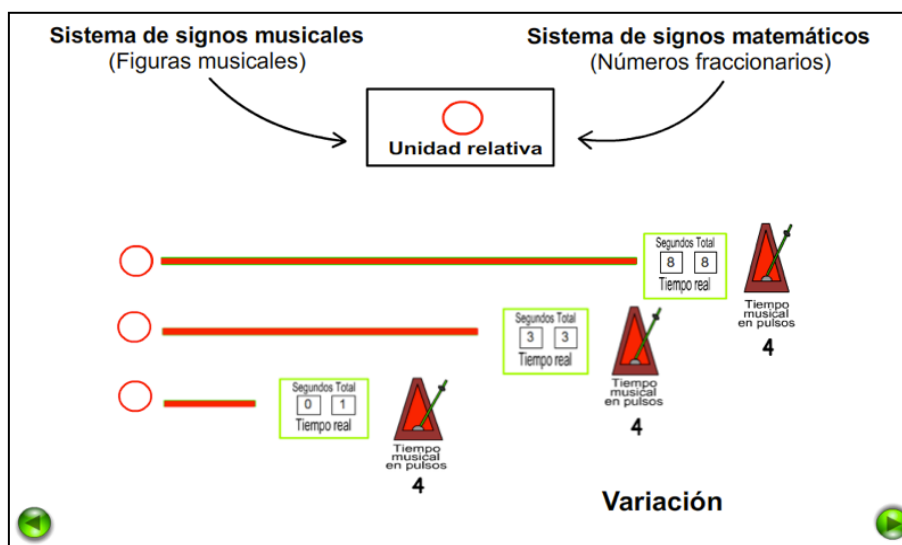 Sistema de signos musicales
(Figuras musicales)
Sistema de signos matemáticos
(Números fraccionarios)
Unidad relativa
Segundos Total
8 8
Tiempo real
Tiempo
musical
en pulsos
4
Segundos Total
3 3
Tiempo real
Tiempo
musical
en pulsos
4
Segundos Total
0 1
Tiempo real
Tiempo
musical
en pulsos
4
Variación